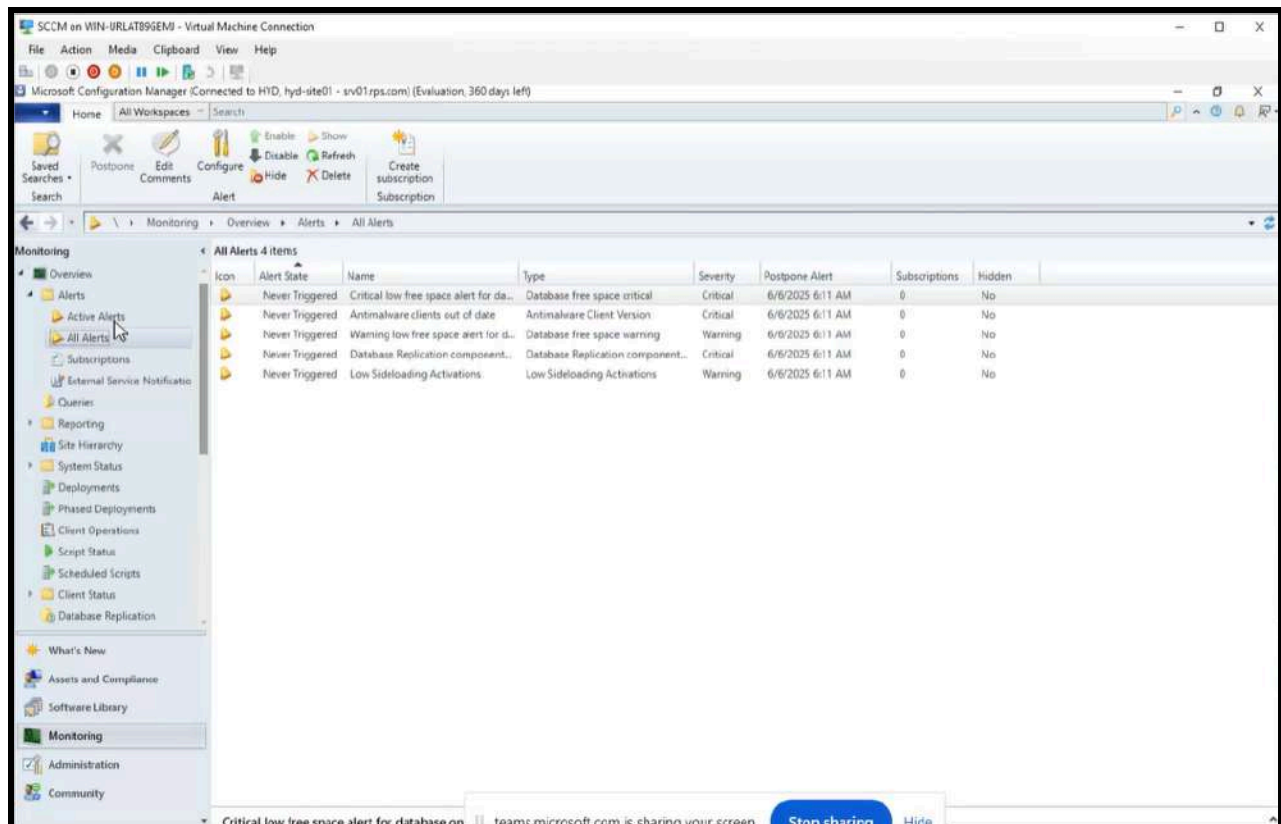 SCCM on WIN-URLAT89GEMJ - Virtual Machine Connection
File Action Media Clipboard View Help
Microsoft Configuration Manager (Connected to HYD, hyd-site01 - srv01.rps.com) (Evaluation, 360 days left)
Home All Workspaces Search
Saved Searches
Postpone
Edit Comments
Configure
Enable Show
Disable Refresh
Hide Delete
Create subscription
Search Alert Subscription
\ Monitoring Overview Alerts All Alerts
Monitoring
Overview
Alerts
Active Alerts
All Alerts
Subscriptions
External Service Notificatio
Queries
Reporting
Site Hierarchy
System Status
Deployments
Phased Deployments
Client Operations
Script Status
Scheduled Scripts
Client Status
Database Replication
What's New
Assets and Compliance
Software Library
Monitoring
Administration
Community
All Alerts 4 items
Icon Alert State Name Type Severity Postpone Alert Subscriptions Hidden
Never Triggered Critical low free space alert for da... Database free space critical Critical 6/6/2025 6:11 AM 0 No
Never Triggered Antimalware clients out of date Antimalware Client Version Critical 6/6/2025 6:11 AM 0 No
Never Triggered Warning low free space alert for d... Database free space warning Warning 6/6/2025 6:11 AM 0 No
Never Triggered Database Replication component... Database Replication component... Critical 6/6/2025 6:11 AM 0 No
Never Triggered Low Sideloading Activations Low Sideloading Activations Warning 6/6/2025 6:11 AM 0 No
Critical low free space alert for database on
teams.microsoft.com is sharing your screen. Stop sharing Hide